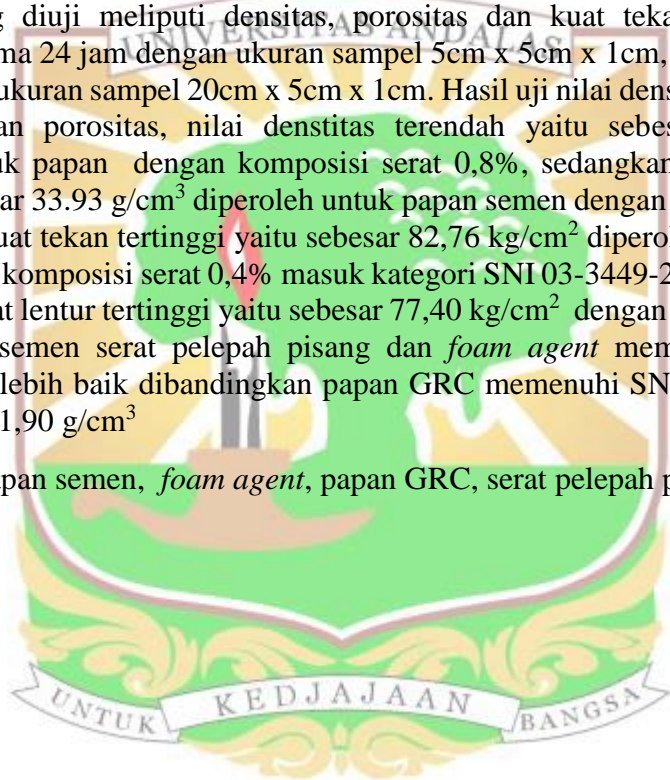 g diuji meliputi densitas, porositas dan kuat teka
UNIVERSITAS ANDALAS
ma 24 jam dengan ukuran sampel 5cm x 5cm x 1cm,
ukuran sampel 20cm x 5cm x 1cm. Hasil uji nilai dens
an porositas, nilai denstitas terendah yaitu sebes
uk papan dengan komposisi serat 0,8%, sedangkan
ar 33.93 g/cm³ diperoleh untuk papan semen dengan
uat tekan tertinggi yaitu sebesar 82,76 kg/cm² diperol
komposisi serat 0,4% masuk kategori SNI 03-3449-2
at lentur tertinggi yaitu sebesar 77,40 kg/cm² dengan
semen serat pelepah pisang dan foam agent mem
lebih baik dibandingkan papan GRC memenuhi SN
1,90 g/cm³
apan semen, foam agent, papan GRC, serat pelepah p
UNTUK KEDJAJAAN BANGSA